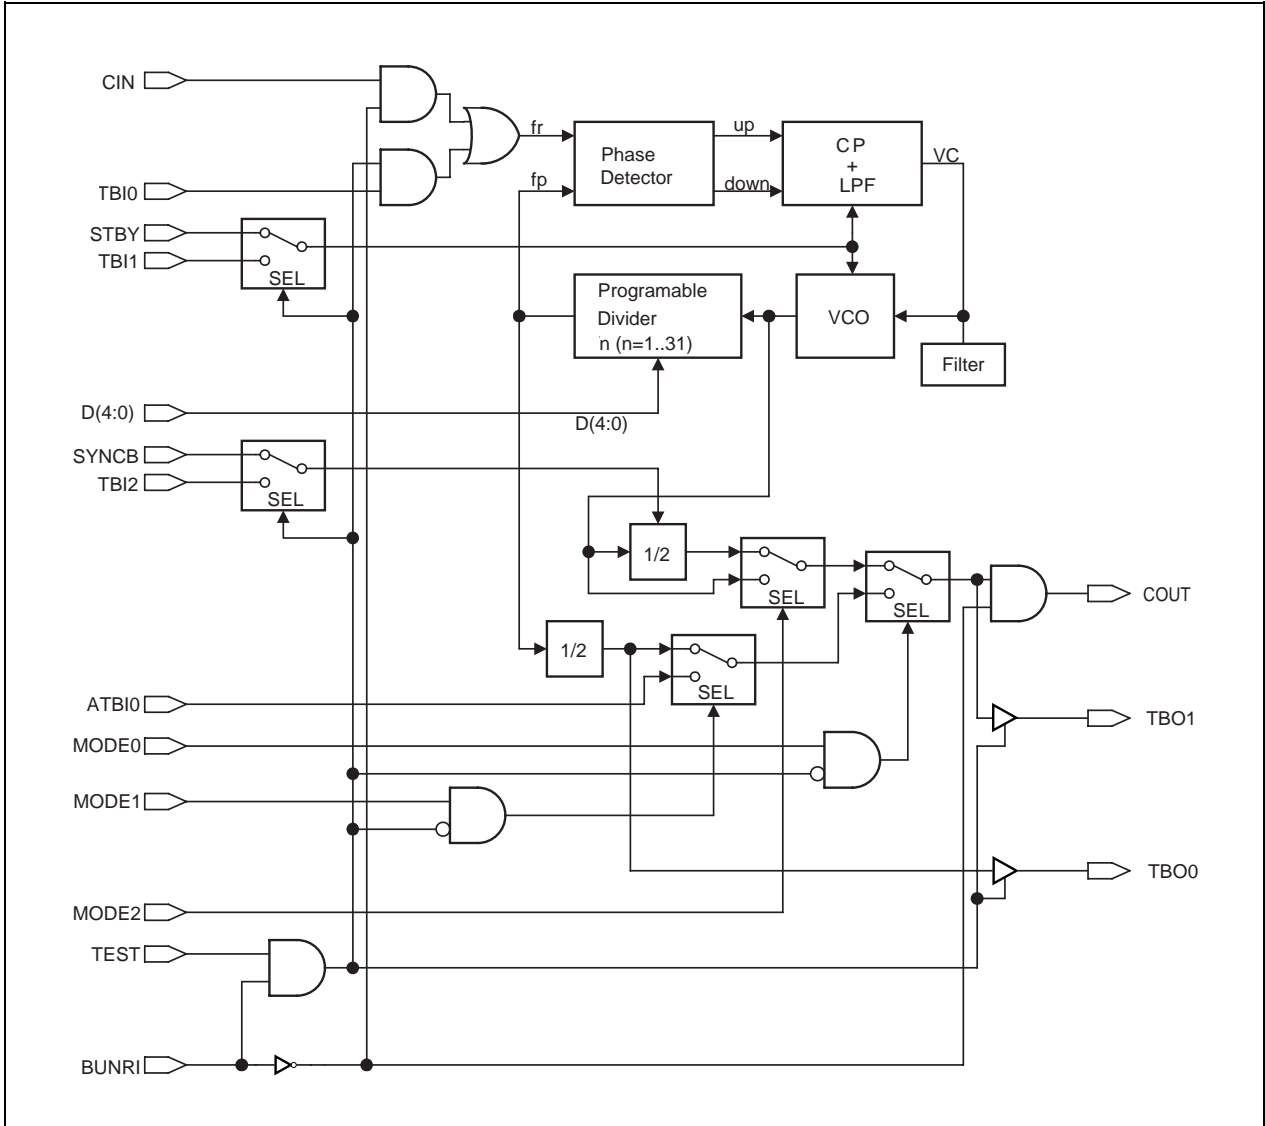 CIN
fr
up
CP
+
LPF
VC
Phase
Detector
fp
down
TBI0
STBY
TBI1
SEL
Programable
Divider
\n (n=1..31)
VCO
Filter
D(4:0)
D(4:0)
SYNCB
TBI2
SEL
1/2
SEL
SEL
COUT
1/2
SEL
ATBI0
TBO1
MODE0
MODE1
TBO0
MODE2
TEST
BUNRI